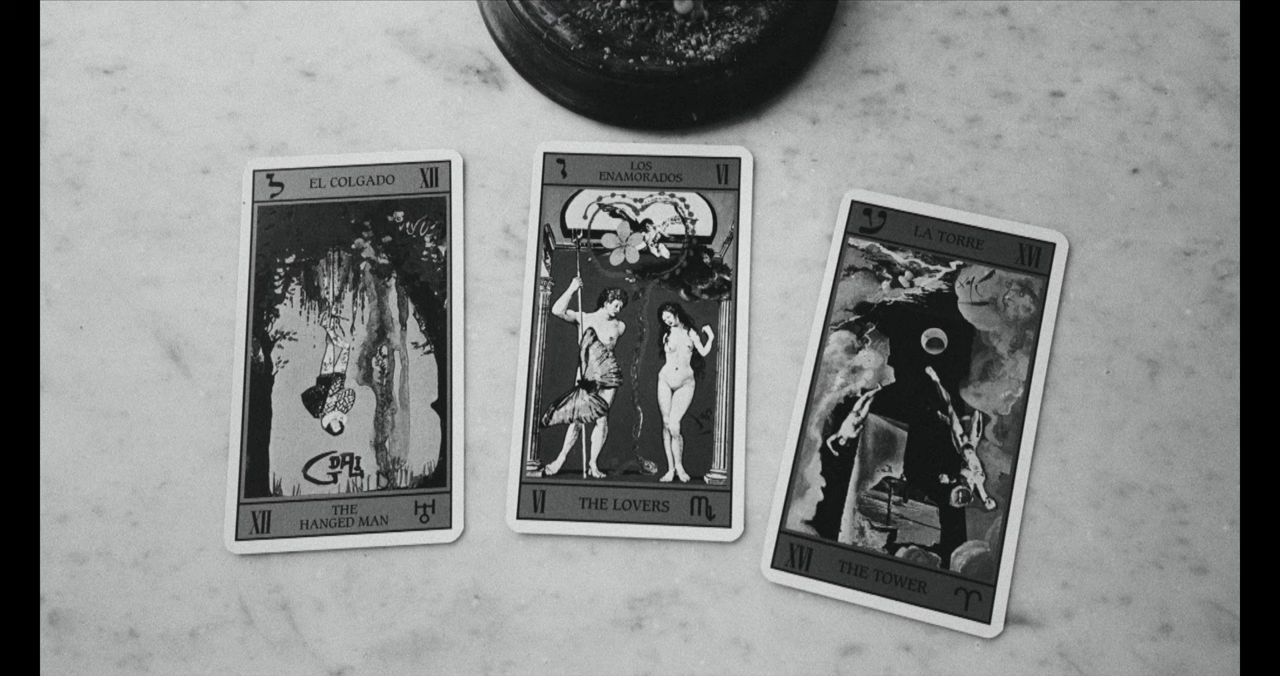 EL COLGADO XII
THE
HANGED MAN
XII
LOS
ENAMORADOS
VI
VI THE LOVERS
LA TORRE XVI
XVI THE TOWER